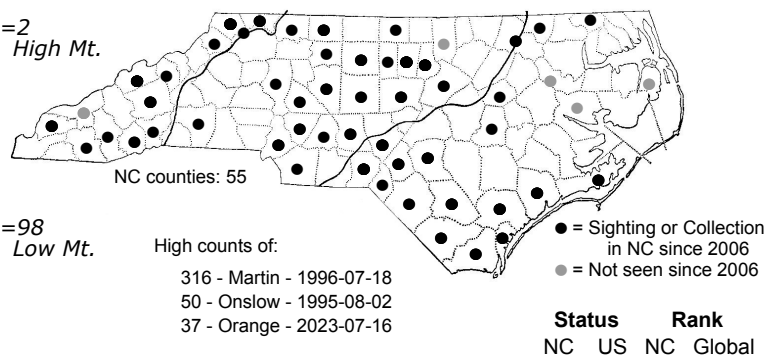 =2
High Mt.
NC counties: 55
=98
Low Mt.
High counts of:
316 - Martin - 1996-07-18
50 - Onslow - 1995-08-02
37 - Orange - 2023-07-16
● = Sighting or Collection
in NC since 2006
● = Not seen since 2006
Status Rank
NC US NC Global